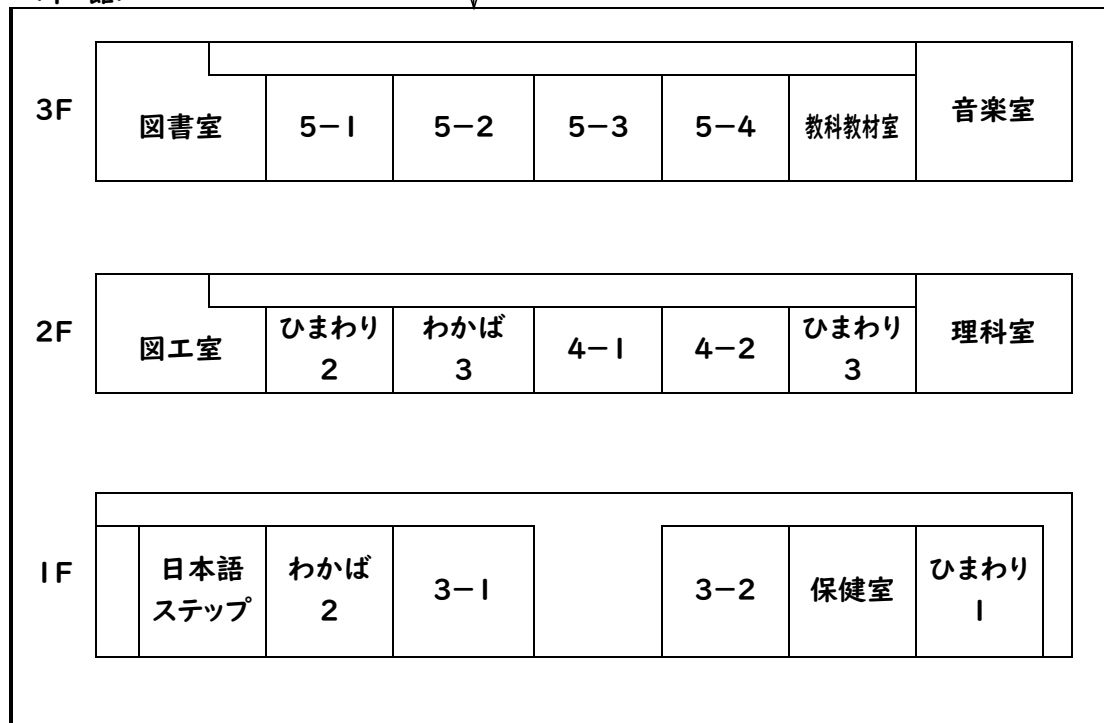 3F
図書室
5-1
5-2
5-3
5-4
教科教材室
音楽室
2F
図工室
ひまわり
2
わかば
3
4-1
4-2
ひまわり
3
理科室
1F
日本語
ステップ
わかば
2
3-1
3-2
保健室
ひまわり
1